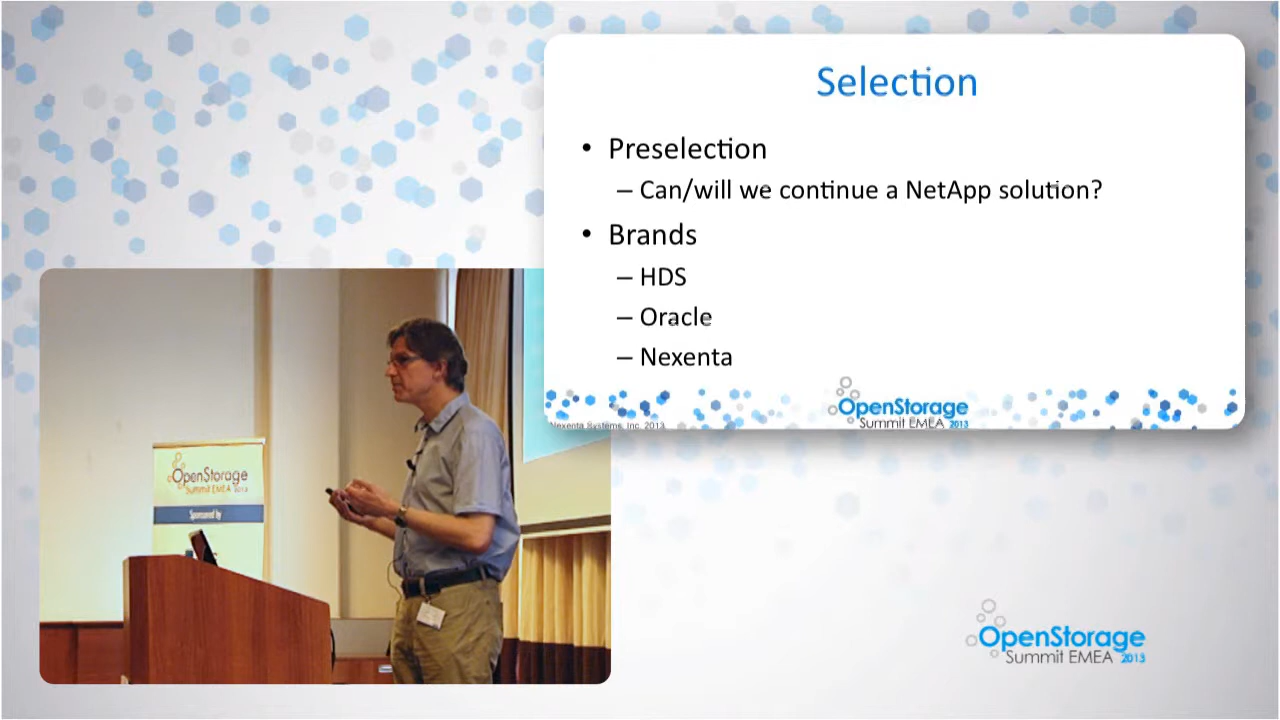 Selection
• Preselection
– Can/will we continue a NetApp solution?
• Brands
– HDS
– Oracle
– Nexenta
OpenStorage
Summit EMEA 2013
Nexenta Systems, Inc. 2013
OpenStorage
Summit EMEA 2013
Sponsored by
OpenStorage
Summit EMEA 2013